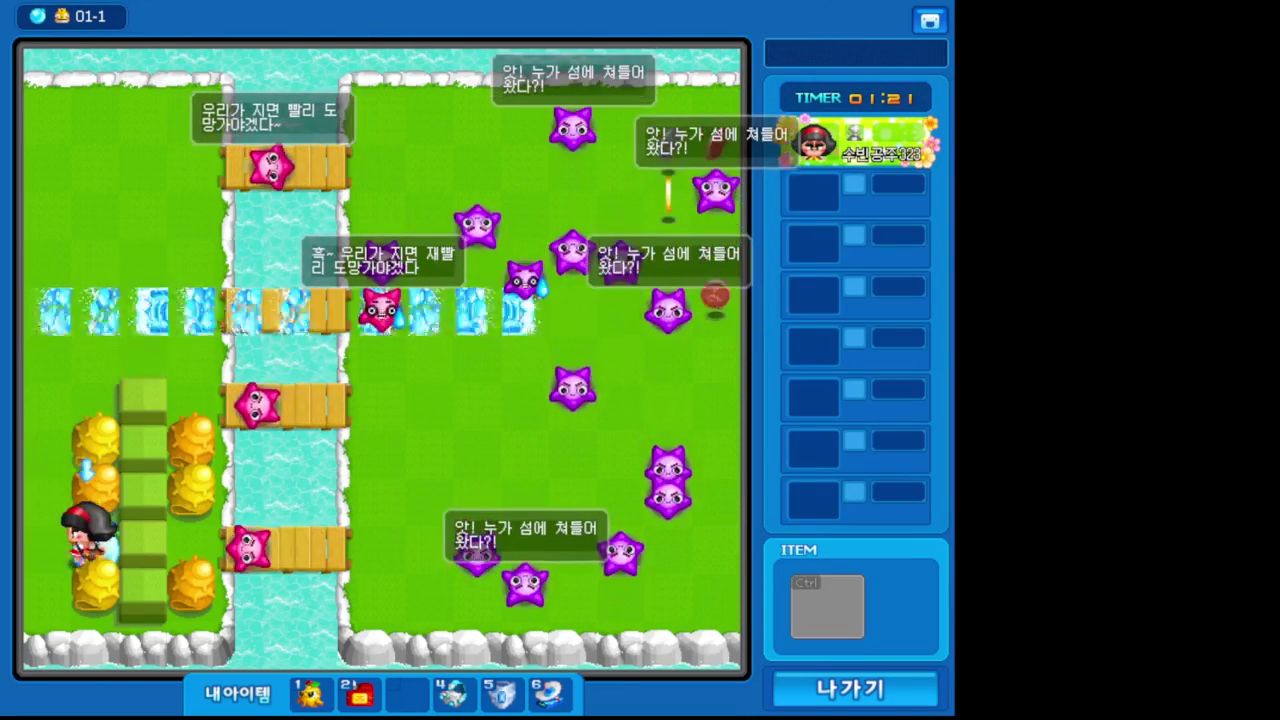 01-1
앗! 누가 섬에 쳐들어
왔다?!
우리가 지면 빨리 도
망가야겠다~
앗! 누가 섬에 쳐들어
왔다?!
TIMER 01:21
수빈공주323
흑~ 우리가 지면 재빨
리 도망가야겠다
앗! 누가 섬에 쳐들어
왔다?!
앗! 누가 섬에 쳐들어
왔다?!
ITEM
Ctrl
내아이템
1
2
4
5
6
나가기